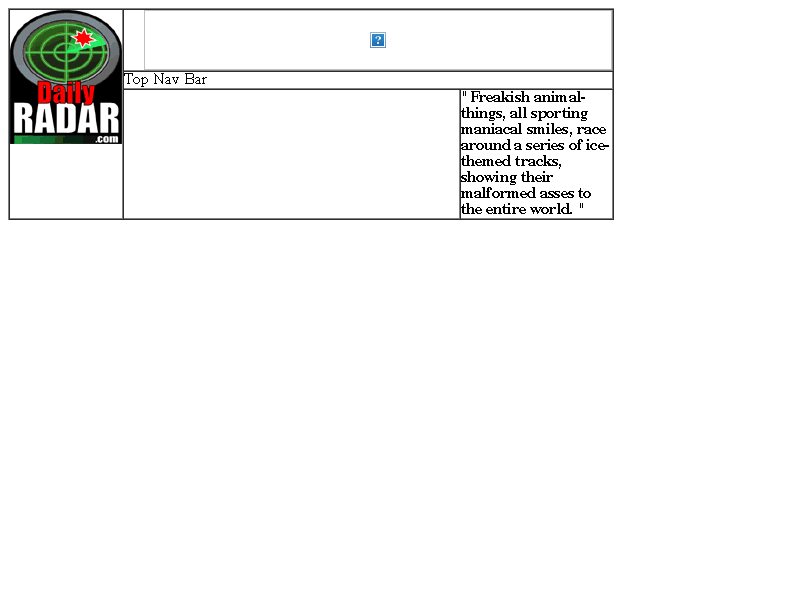 Daily
RADAR
.com
Top Nav Bar
" Freakish animal-
things, all sporting
maniacal smiles, race
around a series of ice-
themed tracks,
showing their
malformed asses to
the entire world. "